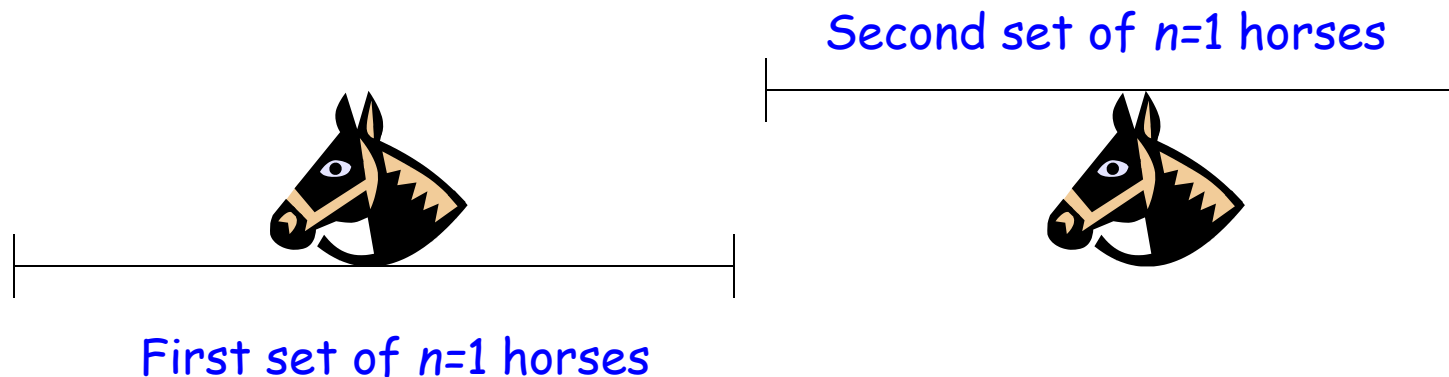 Second set of n=1 horses
First set of n=1 horses